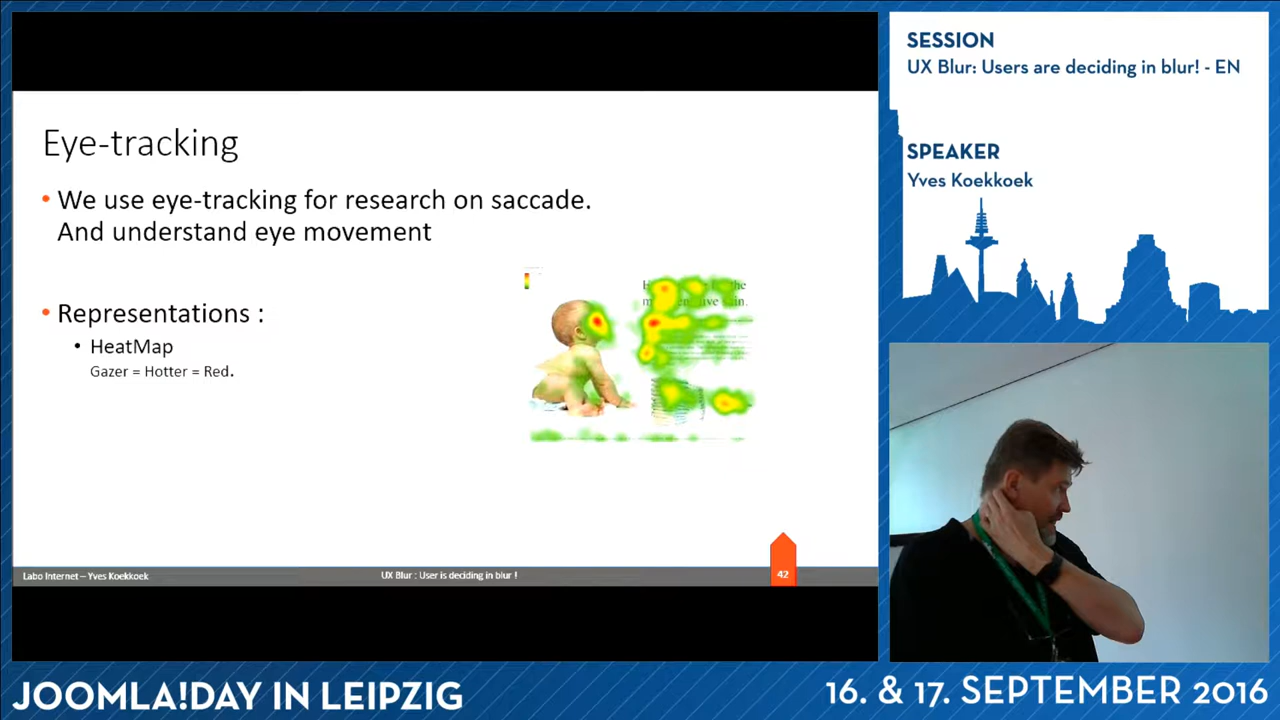 Eye-tracking
• We use eye-tracking for research on saccade.
And understand eye movement
• Representations :
• HeatMap
Gazer = Hotter = Red.
the
Labo Internet – Yves Koekkoek
UX Blur : User is deciding in blur !
42
SESSION
UX Blur: Users are deciding in blur! - EN
SPEAKER
Yves Koekkoek
JOOMLA!DAY IN LEIPZIG
16. & 17. SEPTEMBER 2016